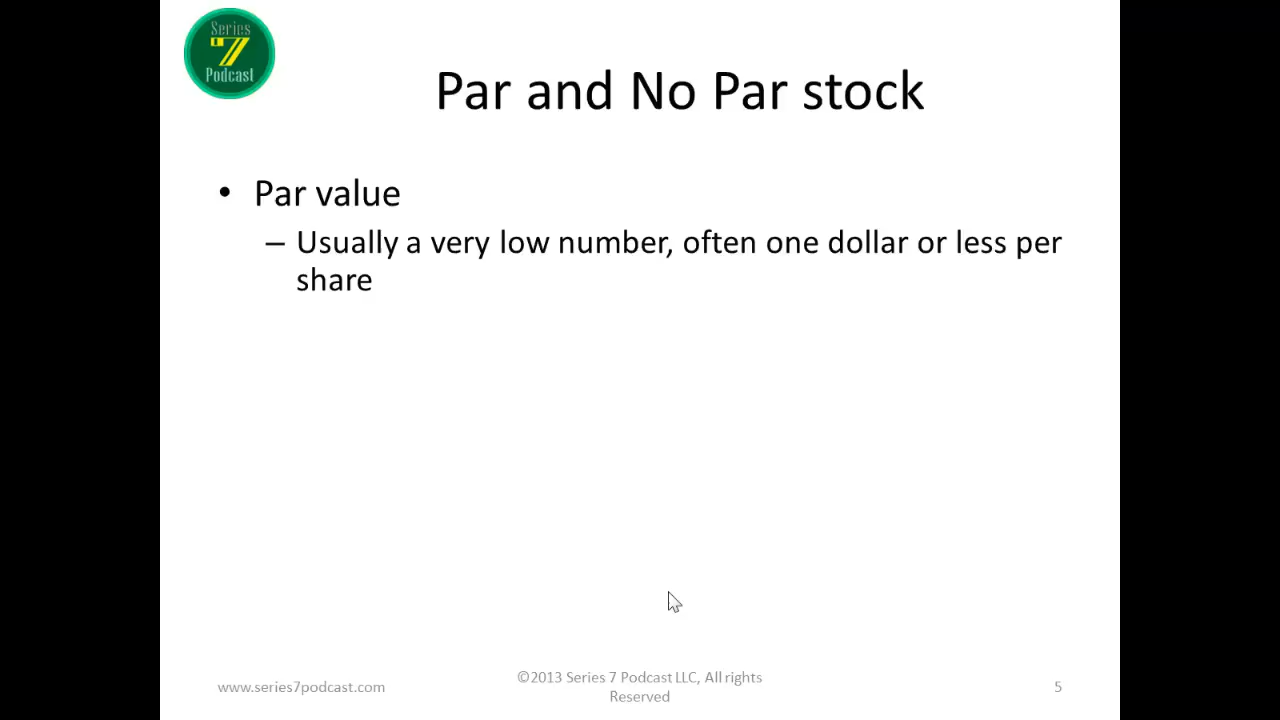 Series
7
Podcast
Par and No Par stock
• Par value
– Usually a very low number, often one dollar or less per
share
www.series7podcast.com
©2013 Series 7 Podcast LLC, All rights
Reserved
5